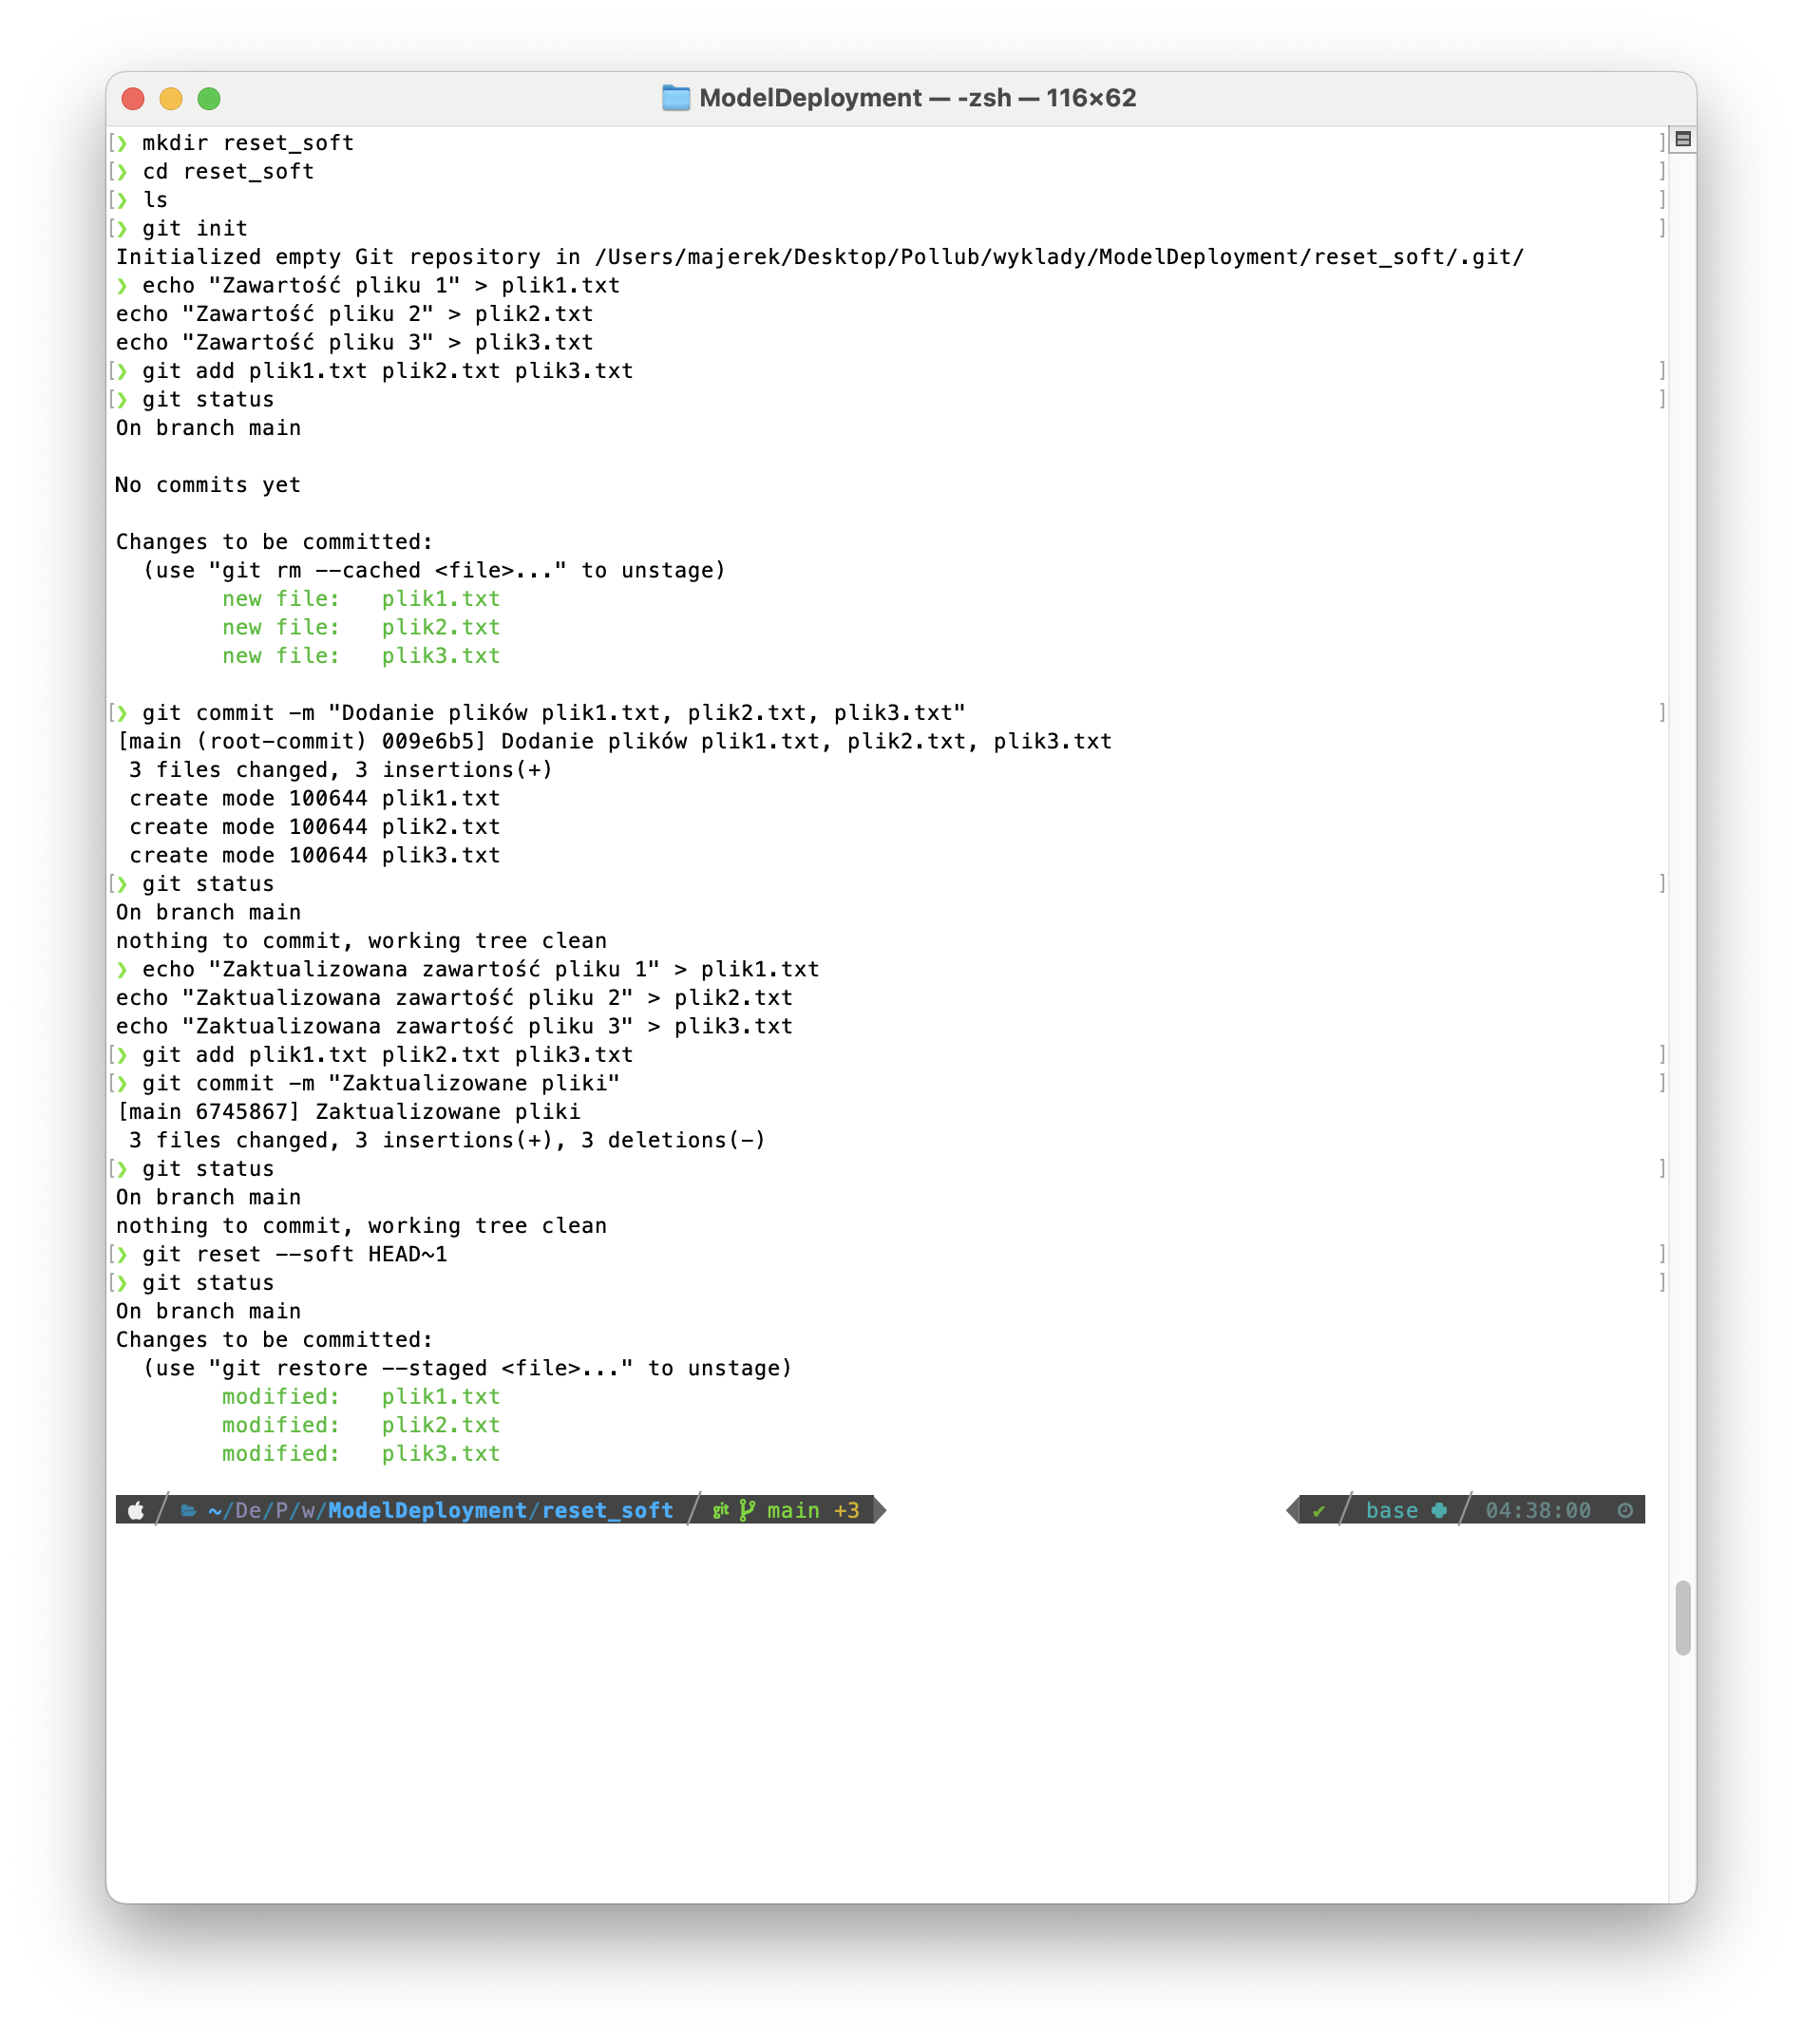 ModelDeployment — -zsh — 116×62
[❯ mkdir reset_soft ]
[❯ cd reset_soft ]
[❯ ls ]
[❯ git init ]
Initialized empty Git repository in /Users/majerek/Desktop/Pollub/wyklady/ModelDeployment/reset_soft/.git/
❯ echo "Zawartość pliku 1" > plik1.txt
echo "Zawartość pliku 2" > plik2.txt
echo "Zawartość pliku 3" > plik3.txt
[❯ git add plik1.txt plik2.txt plik3.txt ]
[❯ git status ]
On branch main
No commits yet
Changes to be committed:
(use "git rm --cached <file>..." to unstage)
new file: plik1.txt
new file: plik2.txt
new file: plik3.txt
[❯ git commit -m "Dodanie plików plik1.txt, plik2.txt, plik3.txt" ]
[main (root-commit) 009e6b5] Dodanie plików plik1.txt, plik2.txt, plik3.txt
3 files changed, 3 insertions(+)
create mode 100644 plik1.txt
create mode 100644 plik2.txt
create mode 100644 plik3.txt
[❯ git status ]
On branch main
nothing to commit, working tree clean
❯ echo "Zaktualizowana zawartość pliku 1" > plik1.txt
echo "Zaktualizowana zawartość pliku 2" > plik2.txt
echo "Zaktualizowana zawartość pliku 3" > plik3.txt
[❯ git add plik1.txt plik2.txt plik3.txt ]
[❯ git commit -m "Zaktualizowane pliki" ]
[main 6745867] Zaktualizowane pliki
3 files changed, 3 insertions(+), 3 deletions(-)
[❯ git status ]
On branch main
nothing to commit, working tree clean
[❯ git reset --soft HEAD~1 ]
[❯ git status ]
On branch main
Changes to be committed:
(use "git restore --staged <file>..." to unstage)
modified: plik1.txt
modified: plik2.txt
modified: plik3.txt
~/De/P/w/ModelDeployment/reset_soft git main +3 ✔ base 04:38:00